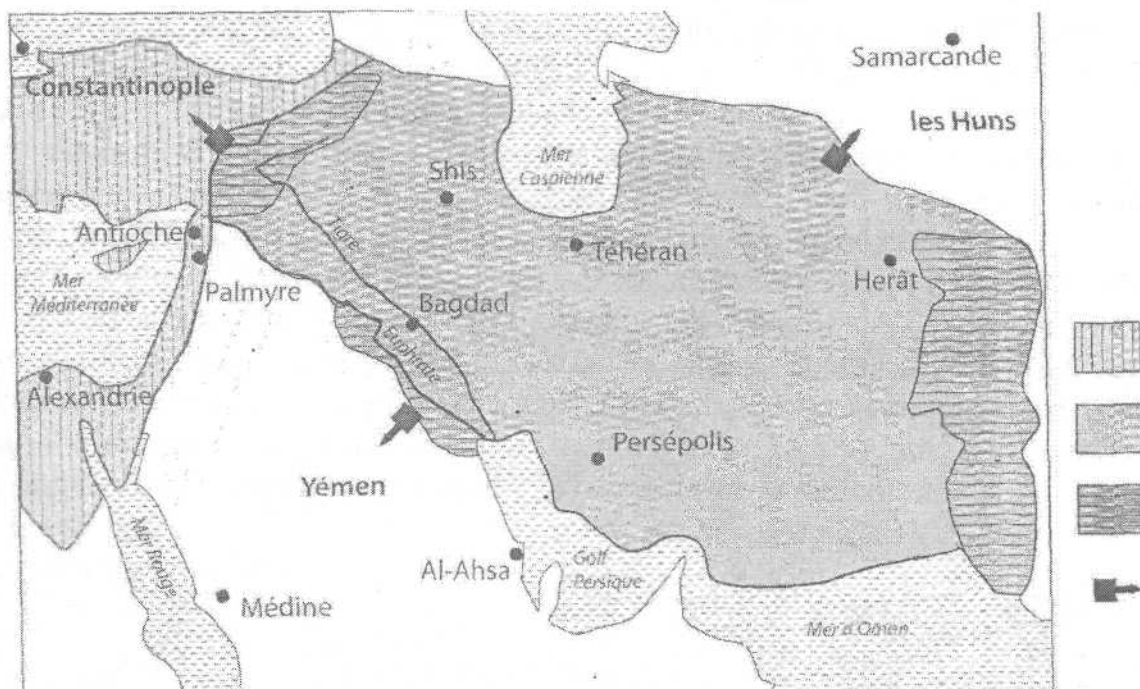 Samarcande
Constantinople
les Huns
Mer
Caspienne
Shis
Antioche
Tigre
Téhéran
Herât
Mer
Méditerranée
Palmyre
Bagdad
Euphrate
Alexandrie
Persépolis
Yémen
Mer Rouge
Al-Ahsa
Golf
Persique
Médine
Mer d'Oman